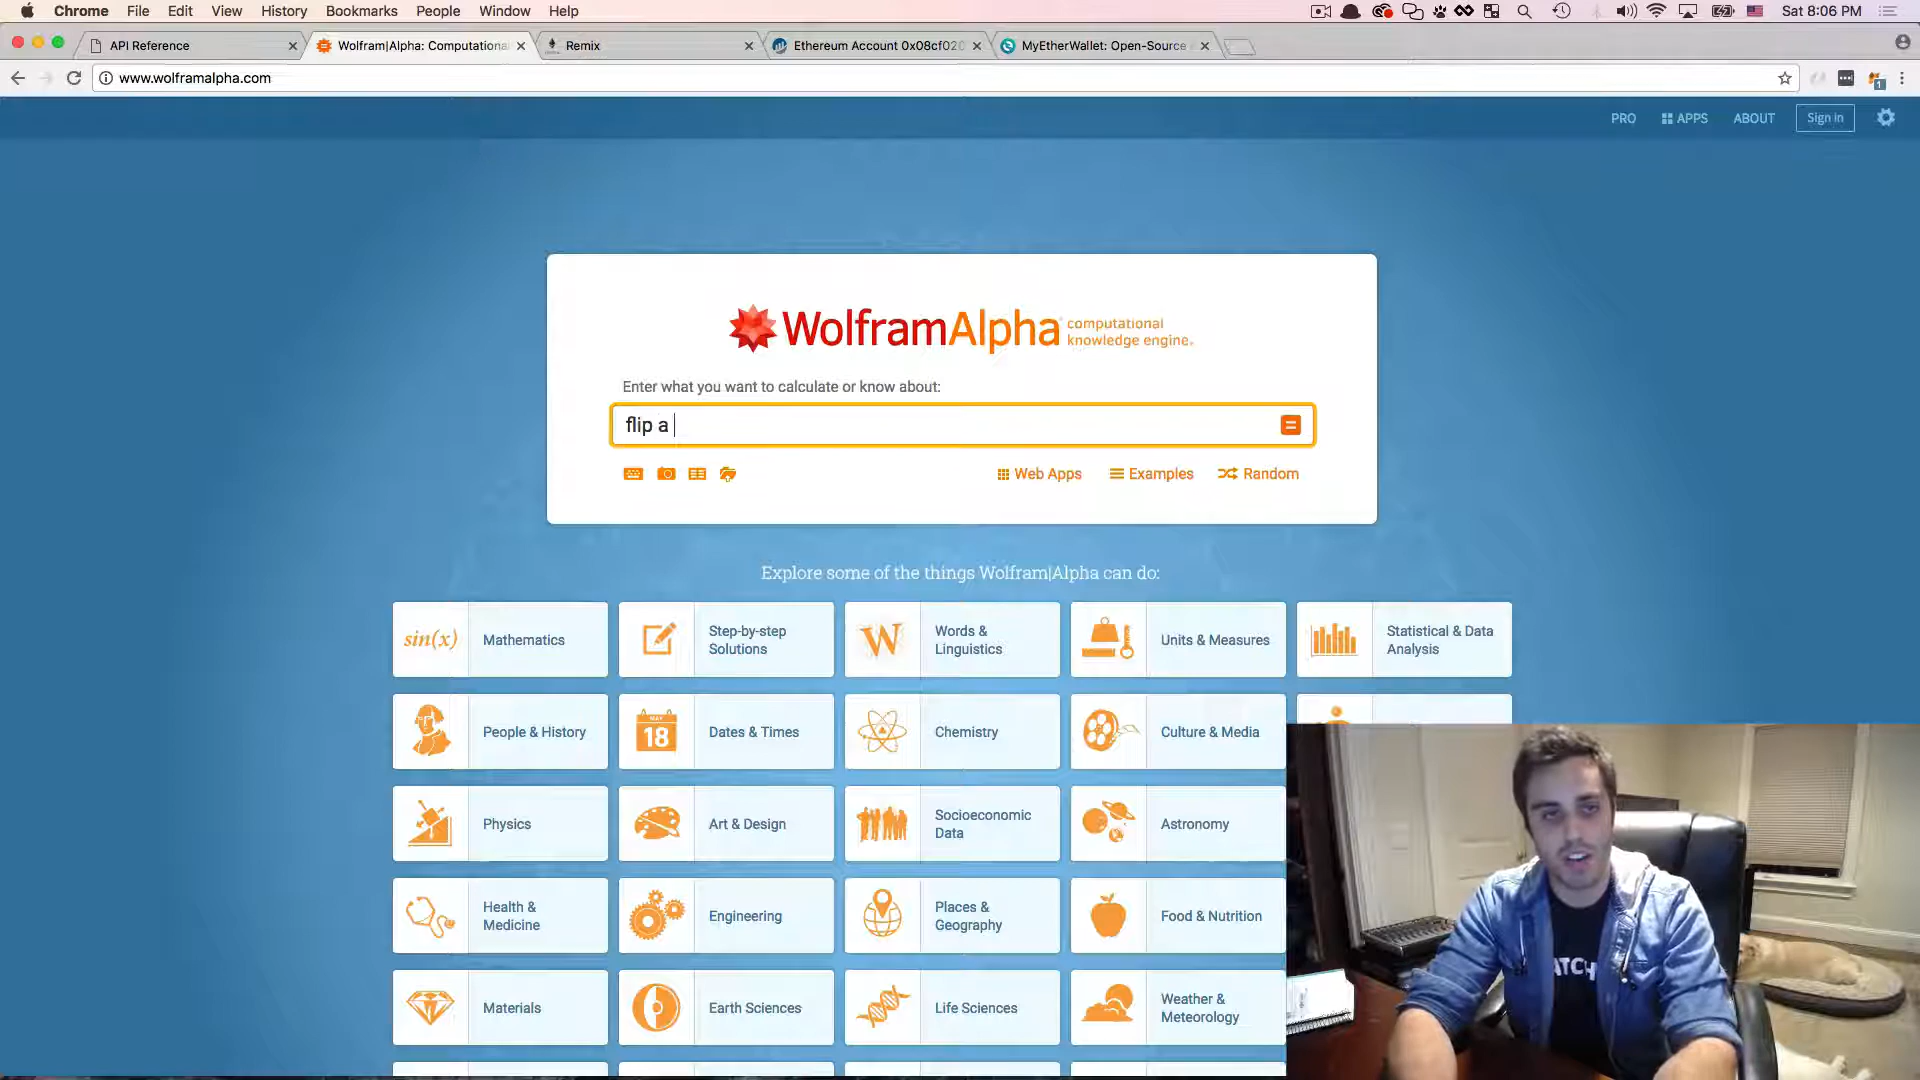 Chrome File Edit View History Bookmarks People Window Help Sat 8:06 PM
API Reference
Wolfram|Alpha: Computationa
Remix
Ethereum Account 0x08cf02
MyEtherWallet: Open-Source
www.wolframalpha.com
PRO APPS ABOUT Sign in
WolframAlpha computational
knowledge engine.
Enter what you want to calculate or know about:
flip a
Web Apps Examples Random
Explore some of the things Wolfram|Alpha can do:
sin(x) Mathematics
Step-by-step
Solutions
W Words &
Linguistics
Units & Measures
Statistical & Data
Analysis
People & History
MAY
18
Dates & Times
Chemistry
Culture & Media
Physics
Art & Design
Socioeconomic
Data
Astronomy
Health &
Medicine
Engineering
Places &
Geography
Food & Nutrition
Materials
Earth Sciences
Life Sciences
Weather &
Meteorology
ATCH